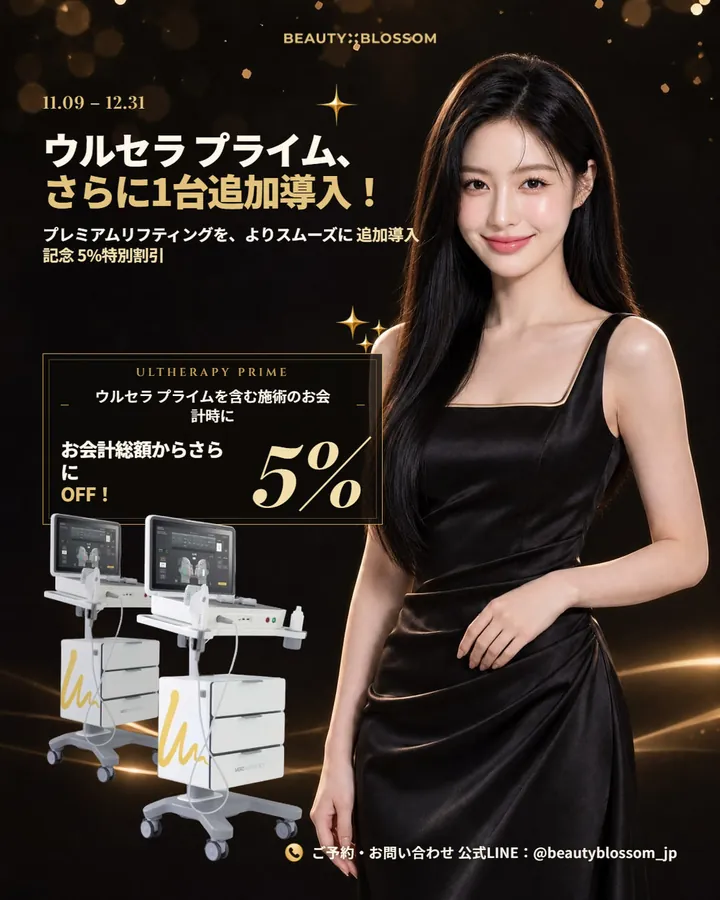 BEAUTY::BLOSSOM
11.09 – 12.31
ウルセラ プライム、
さらに1台追加導入！
プレミアムリフティングを、よりスムーズに 追加導入
記念 5%特別割引
ULTHERAPY PRIME
ウルセラ プライムを含む施術のお会
計時に
お会計総額からさら
に
OFF！
5%
ご予約・お問い合わせ 公式LINE：@beautyblossom_jp